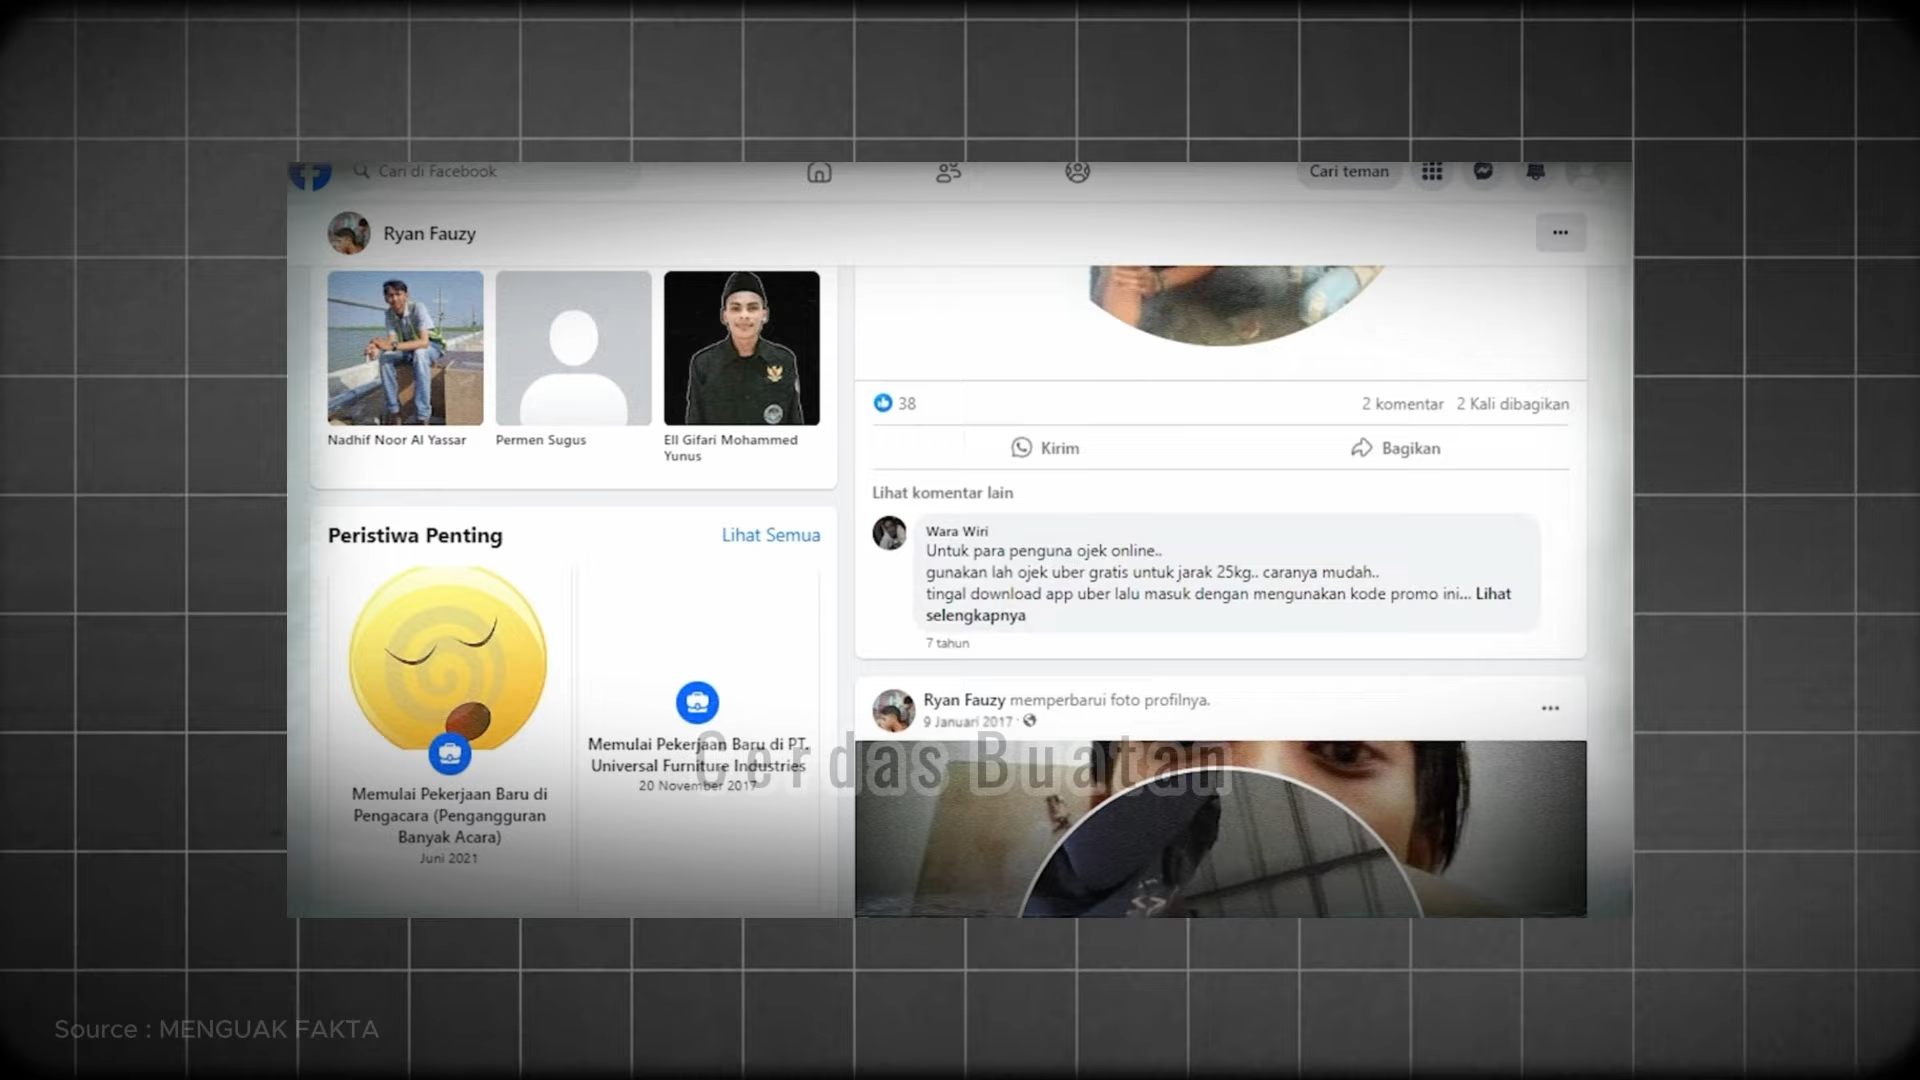 Cari di Facebook
Cari teman
Ryan Fauzy
Nadhif Noor Al Yassar
Permen Sugus
Ell Gifari Mohammed
Yunus
Peristiwa Penting
Lihat Semua
Memulai Pekerjaan Baru di
Pengacara (Pengangguran
Banyak Acara)
Juni 2021
Memulai Pekerjaan Baru di PT.
Universal Furniture Industries
20 November 2017
38
2 komentar 2 Kali dibagikan
Kirim
Bagikan
Lihat komentar lain
Wara Wiri
Untuk para penguna ojek online..
gunakan lah ojek uber gratis untuk jarak 25kg.. caranya mudah..
tingal download app uber lalu masuk dengan mengunakan kode promo ini... Lihat
selengkapnya
7 tahun
Ryan Fauzy memperbarui foto profilnya.
9 Januari 2017
Cerdas Buatan
Source : MENGUAK FAKTA